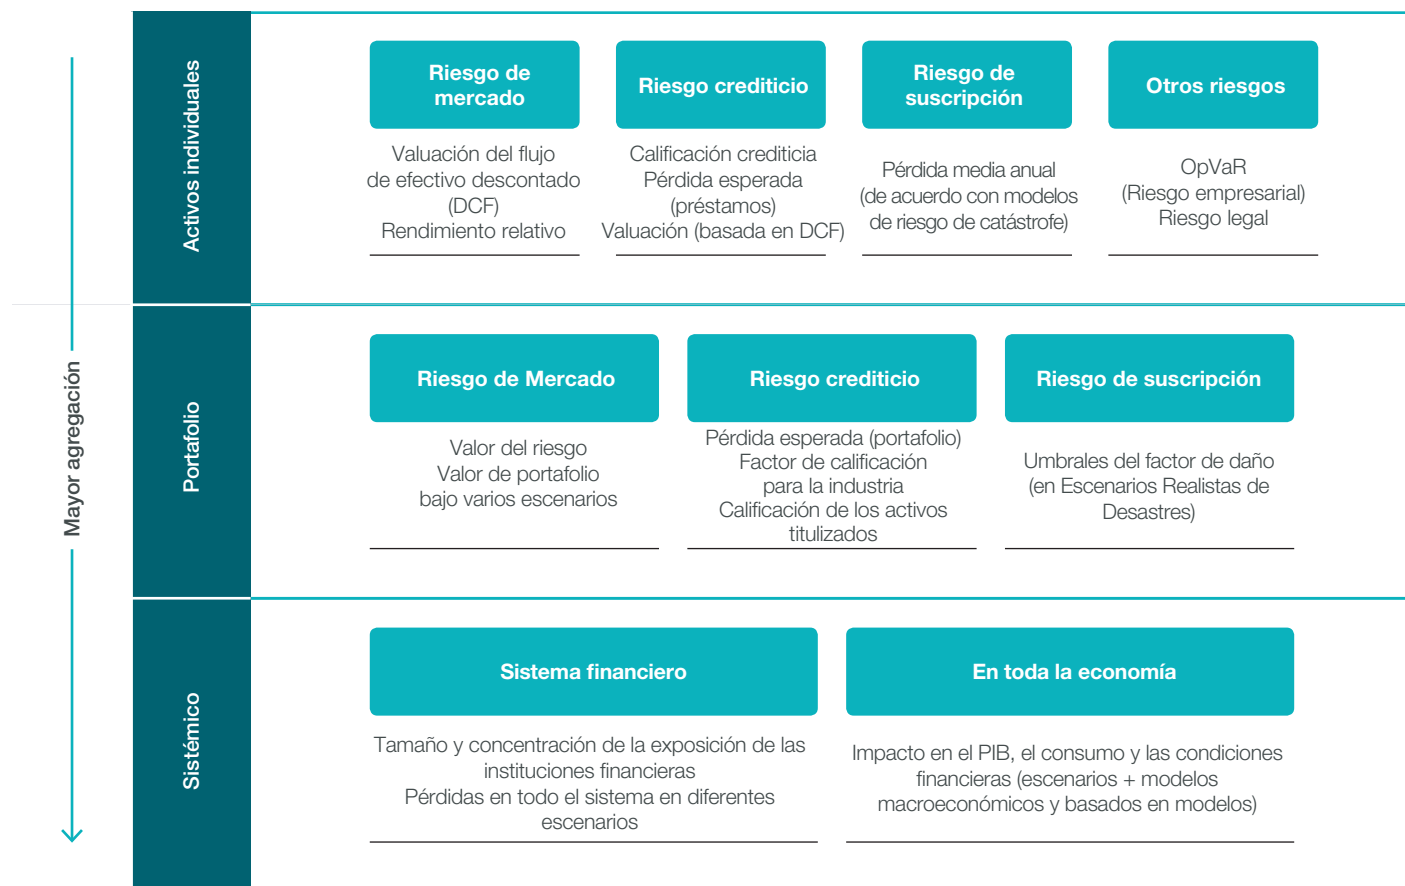 Mayor agregación
Activos individuales
Riesgo de
mercado
Valuación del flujo
de efectivo descontado
(DCF)
Rendimiento relativo
Riesgo crediticio
Calificación crediticia
Pérdida esperada
(préstamos)
Valuación (basada en DCF)
Riesgo de
suscripción
Pérdida media anual
(de acuerdo con modelos
de riesgo de catástrofe)
Otros riesgos
OpVaR
(Riesgo empresarial)
Riesgo legal
Portafolio
Riesgo de Mercado
Valor del riesgo
Valor de portafolio
bajo varios escenarios
Riesgo crediticio
Pérdida esperada (portafolio)
Factor de calificación
para la industria
Calificación de los activos
titulizados
Riesgo de suscripción
Umbrales del factor de daño
(en Escenarios Realistas de
Desastres)
Sistémico
Sistema financiero
Tamaño y concentración de la exposición de las
instituciones financieras
Pérdidas en todo el sistema en diferentes
escenarios
En toda la economía
Impacto en el PIB, el consumo y las condiciones
financieras (escenarios + modelos
macroeconómicos y basados en modelos)